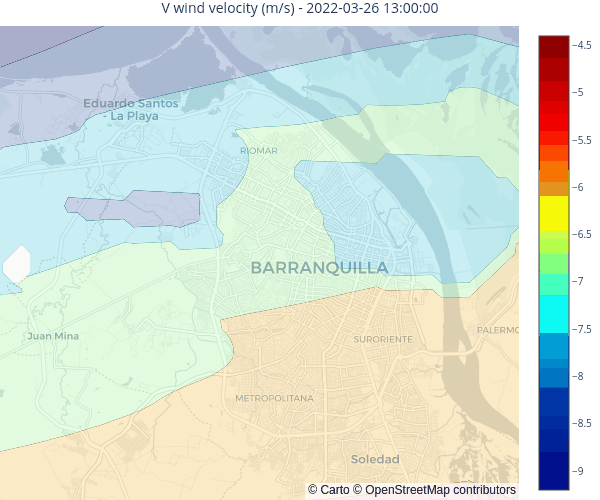 V wind velocity (m/s) - 2022-03-26 13:00:00
Eduardo Santos
- La Playa
RIOMAR
BARRANQUILLA
Juan Mina
SURORIENTE
PALERMO
METROPOLITANA
Soledad
© Carto © OpenStreetMap contributors
−4.5
−5
−5.5
−6
−6.5
−7
−7.5
−8
−8.5
−9